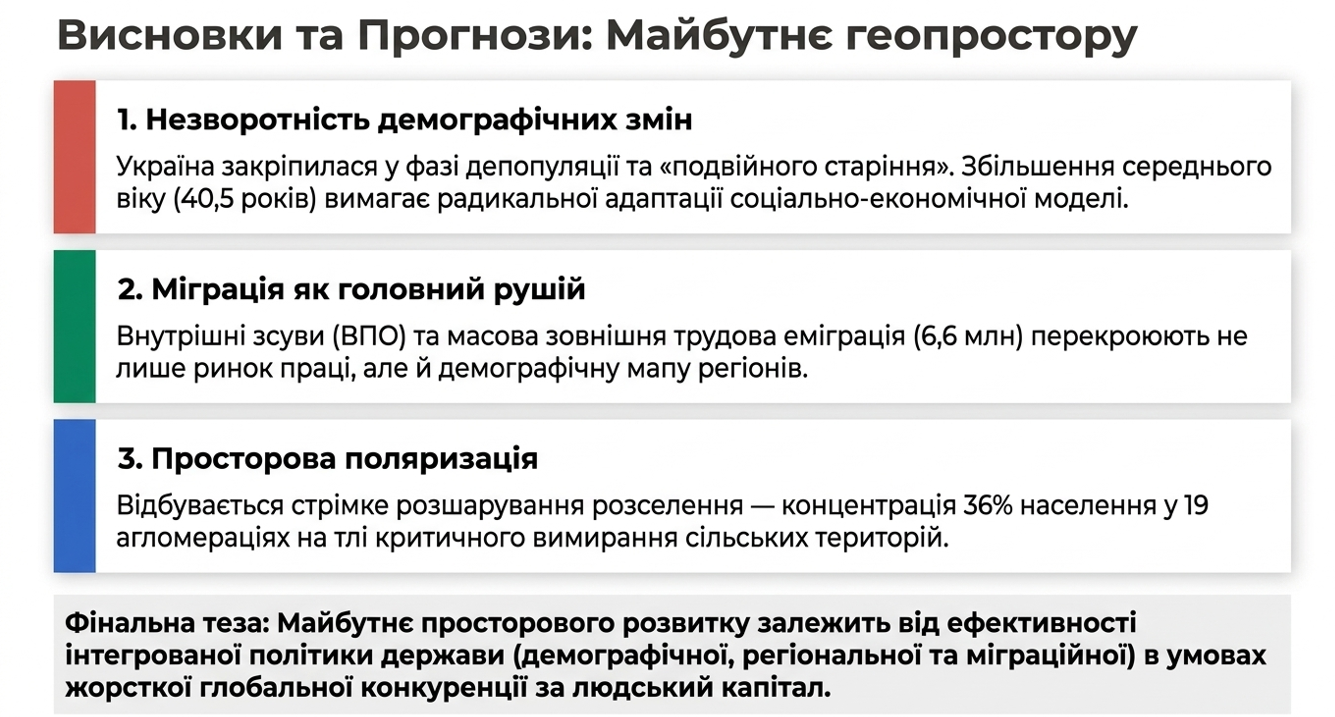 Висновки та Прогнози: Майбутнє геопростору
1. Незворотність демографічних змін
Україна закріпилася у фазі депопуляції та «подвійного старіння». Збільшення середнього
віку (40,5 років) вимагає радикальної адаптації соціально-економічної моделі.
2. Міграція як головний рушій
Внутрішні зсуви (ВПО) та масова зовнішня трудова еміграція (6,6 млн) перекроюють не
лише ринок праці, але й демографічну мапу регіонів.
3. Просторова поляризація
Відбувається стрімке розшарування розселення — концентрація 36% населення у 19
агломераціях на тлі критичного вимирання сільських територій.
Фінальна теза: Майбутнє просторового розвитку залежить від ефективності
інтегрованої політики держави (демографічної, регіональної та міграційної) в умовах
жорсткої глобальної конкуренції за людський капітал.